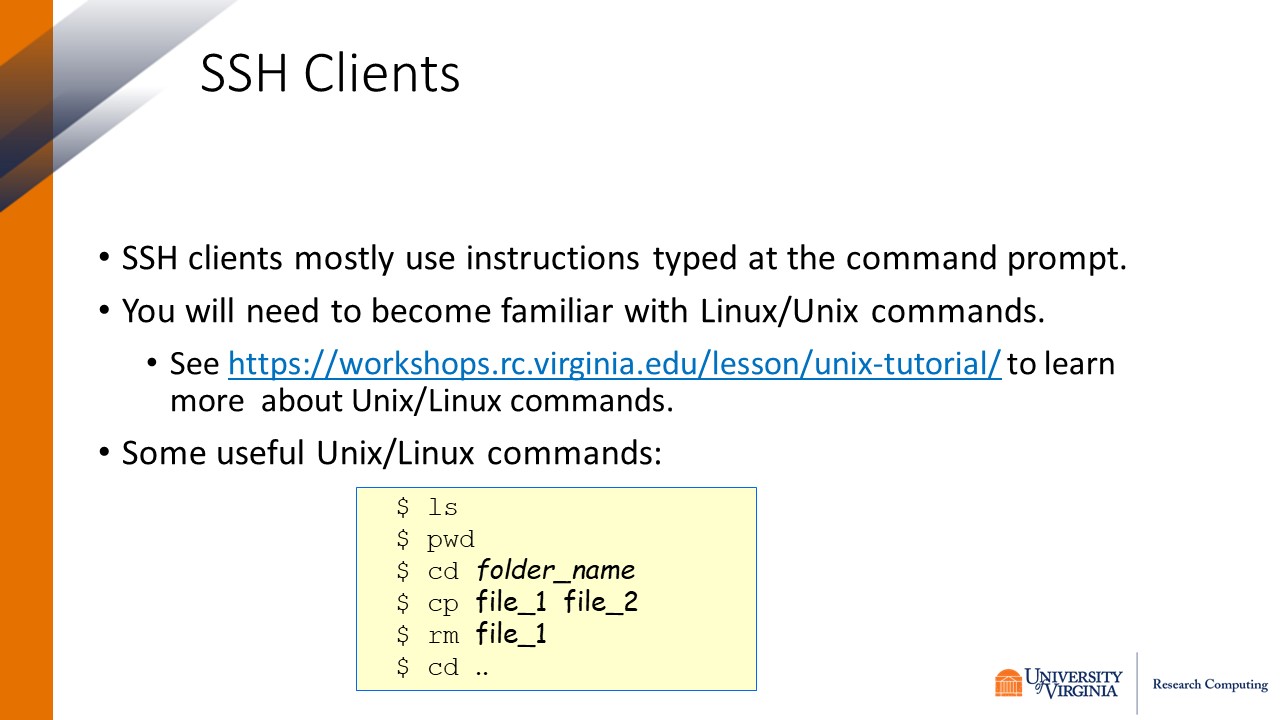 SSH Clients
• SSH clients mostly use instructions typed at the command prompt.
• You will need to become familiar with Linux/Unix commands.
• See https://workshops.rc.virginia.edu/lesson/unix-tutorial/ to learn
more about Unix/Linux commands.
• Some useful Unix/Linux commands:
$ ls
$ pwd
$ cd folder_name
$ cp file_1 file_2
$ rm file_1
$ cd ..
UNIVERSITY
of VIRGINIA
Research Computing